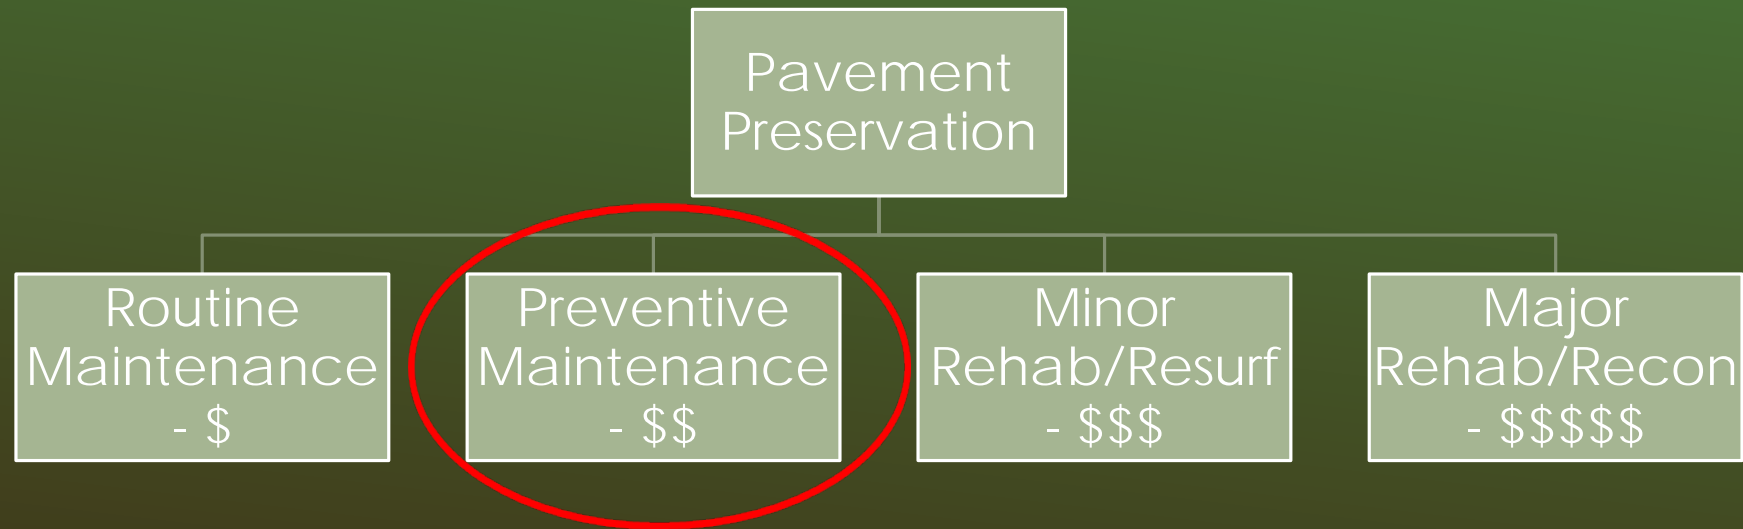 Pavement
Preservation
Routine
Maintenance
- $
Preventive
Maintenance
- $$
Minor
Rehab/Resurf
- $$$
Major
Rehab/Recon
- $$$$$